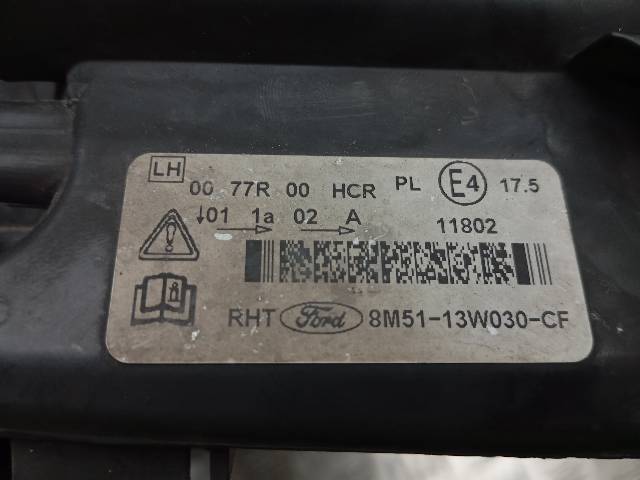 LH 00 77R 00 HCR PL E4 17.5
↓01 1a 02 A 11802
RHT Ford 8M51-13W030-CF